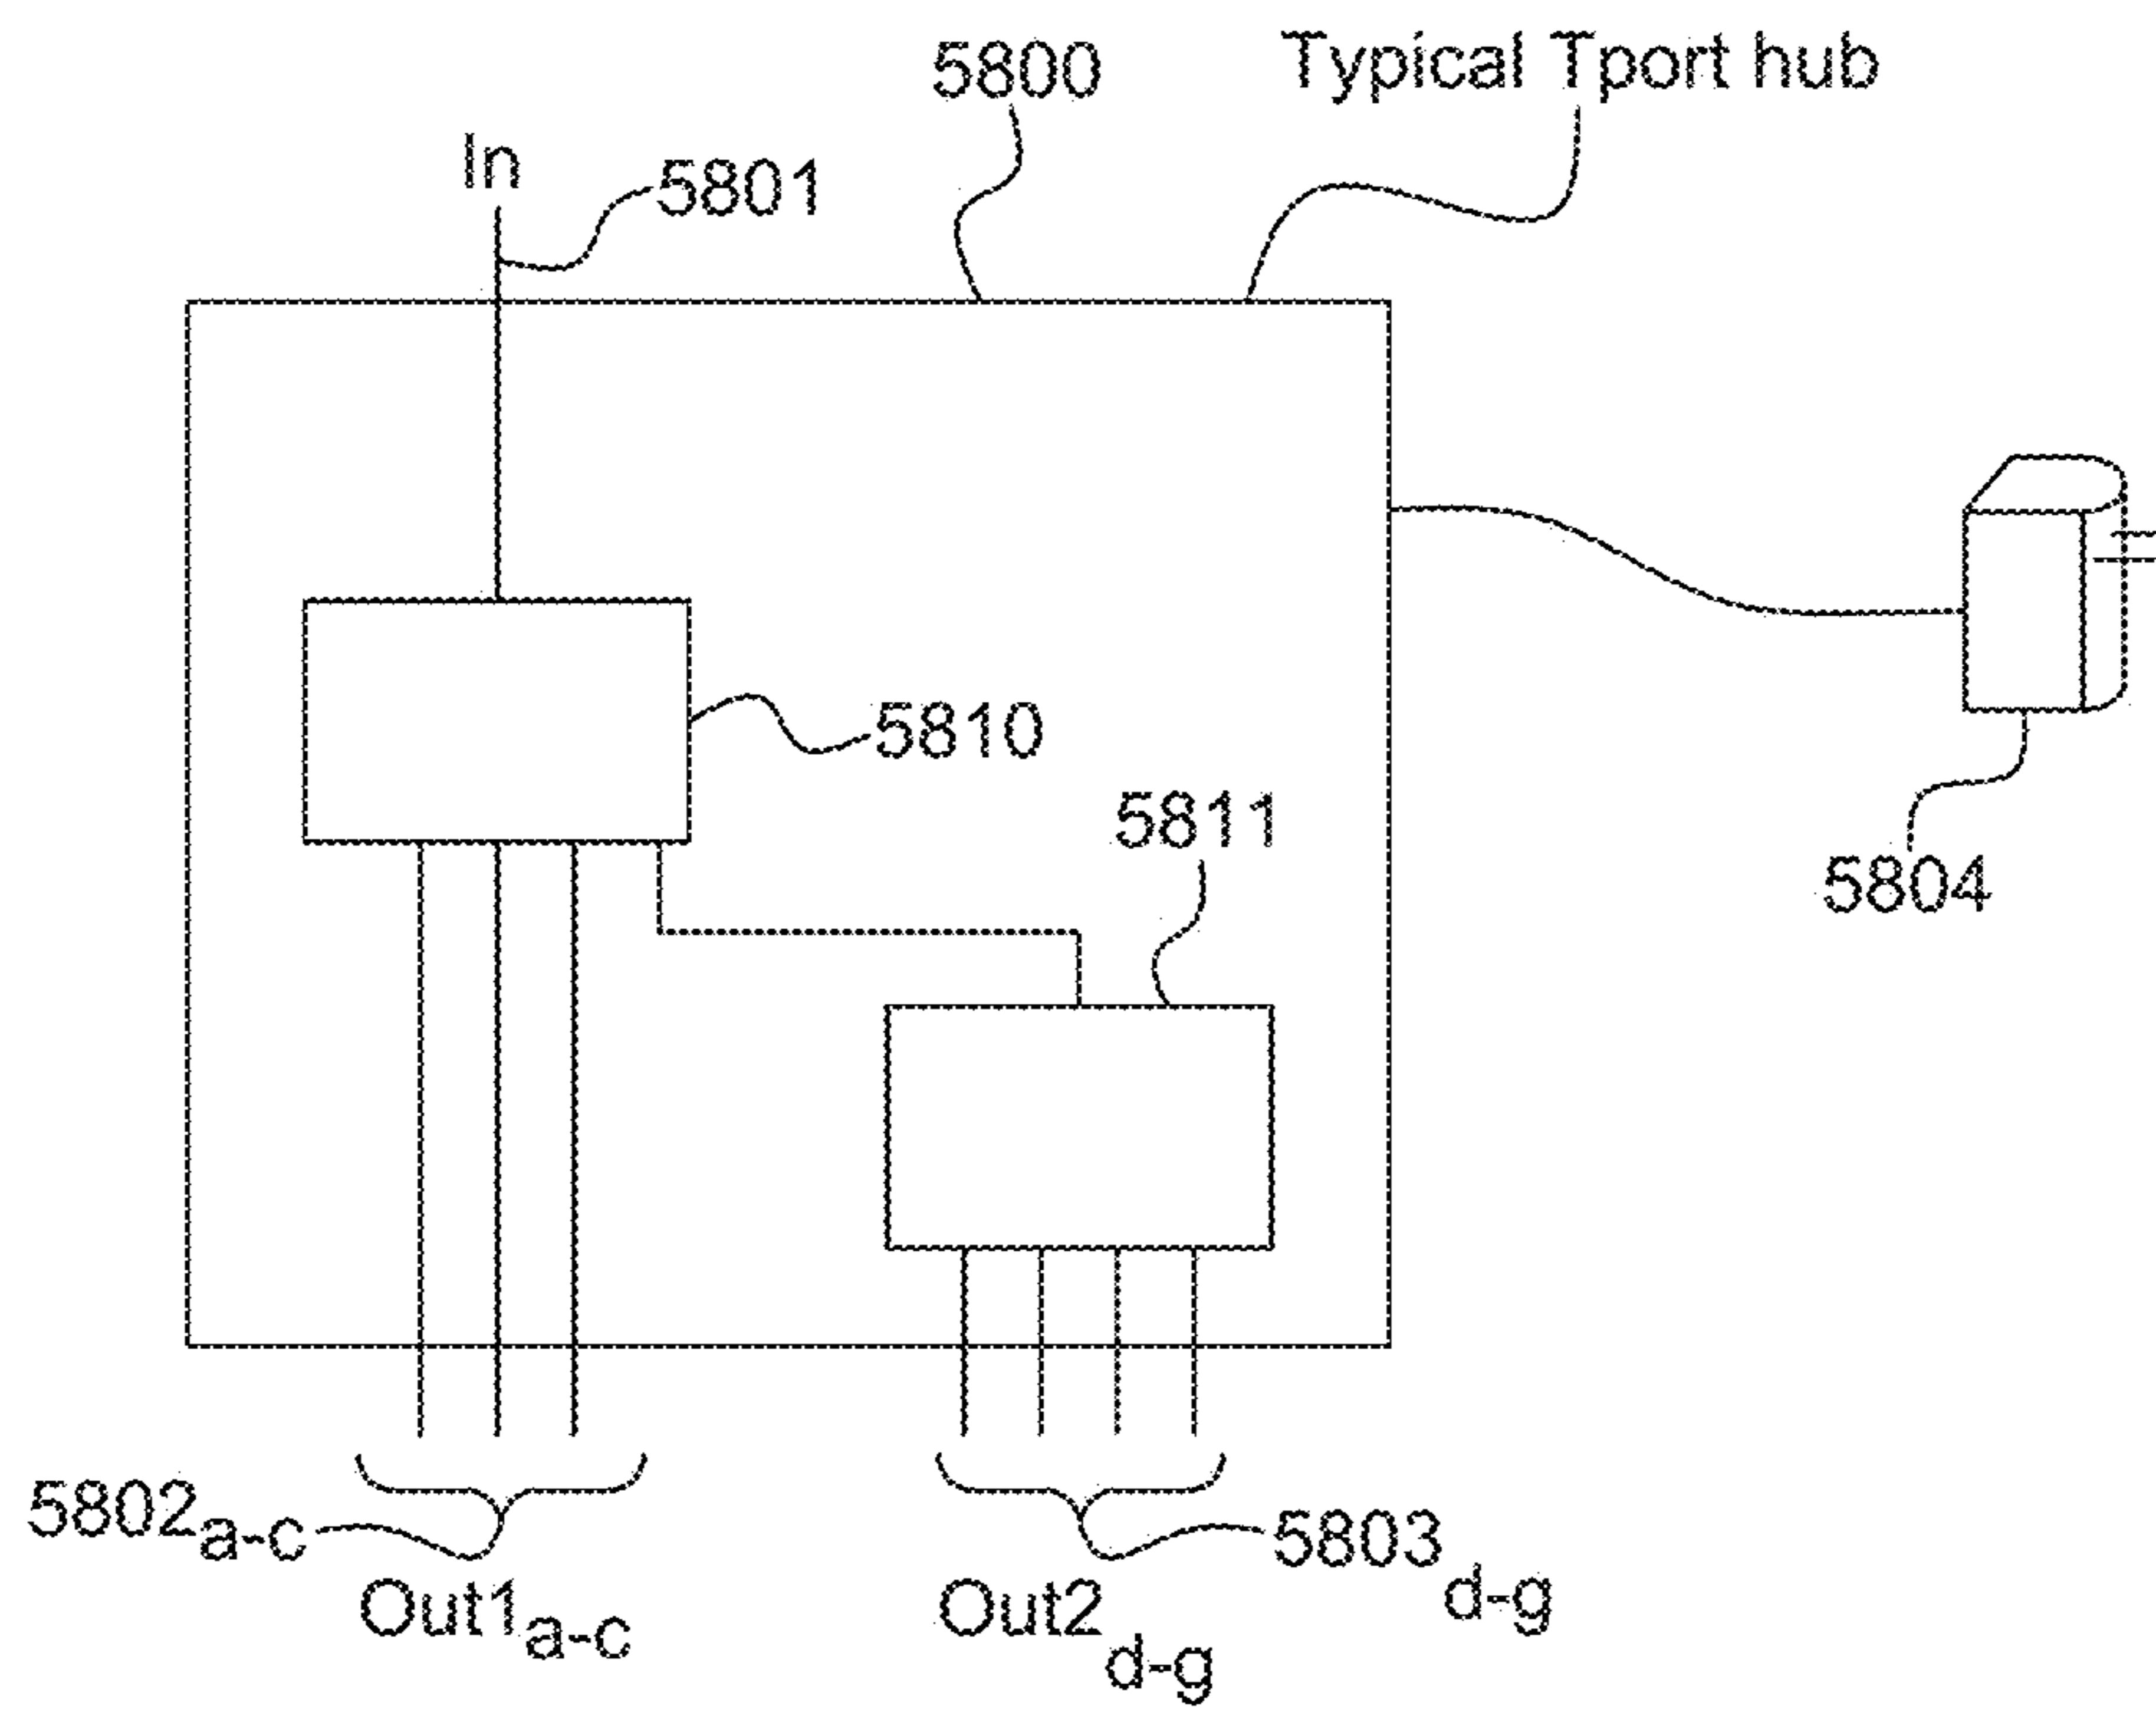 5800
Typical Tport hub
In
5801
5810
5811
5804
5802a-c
5803d-g
Out1a-c
Out2d-g